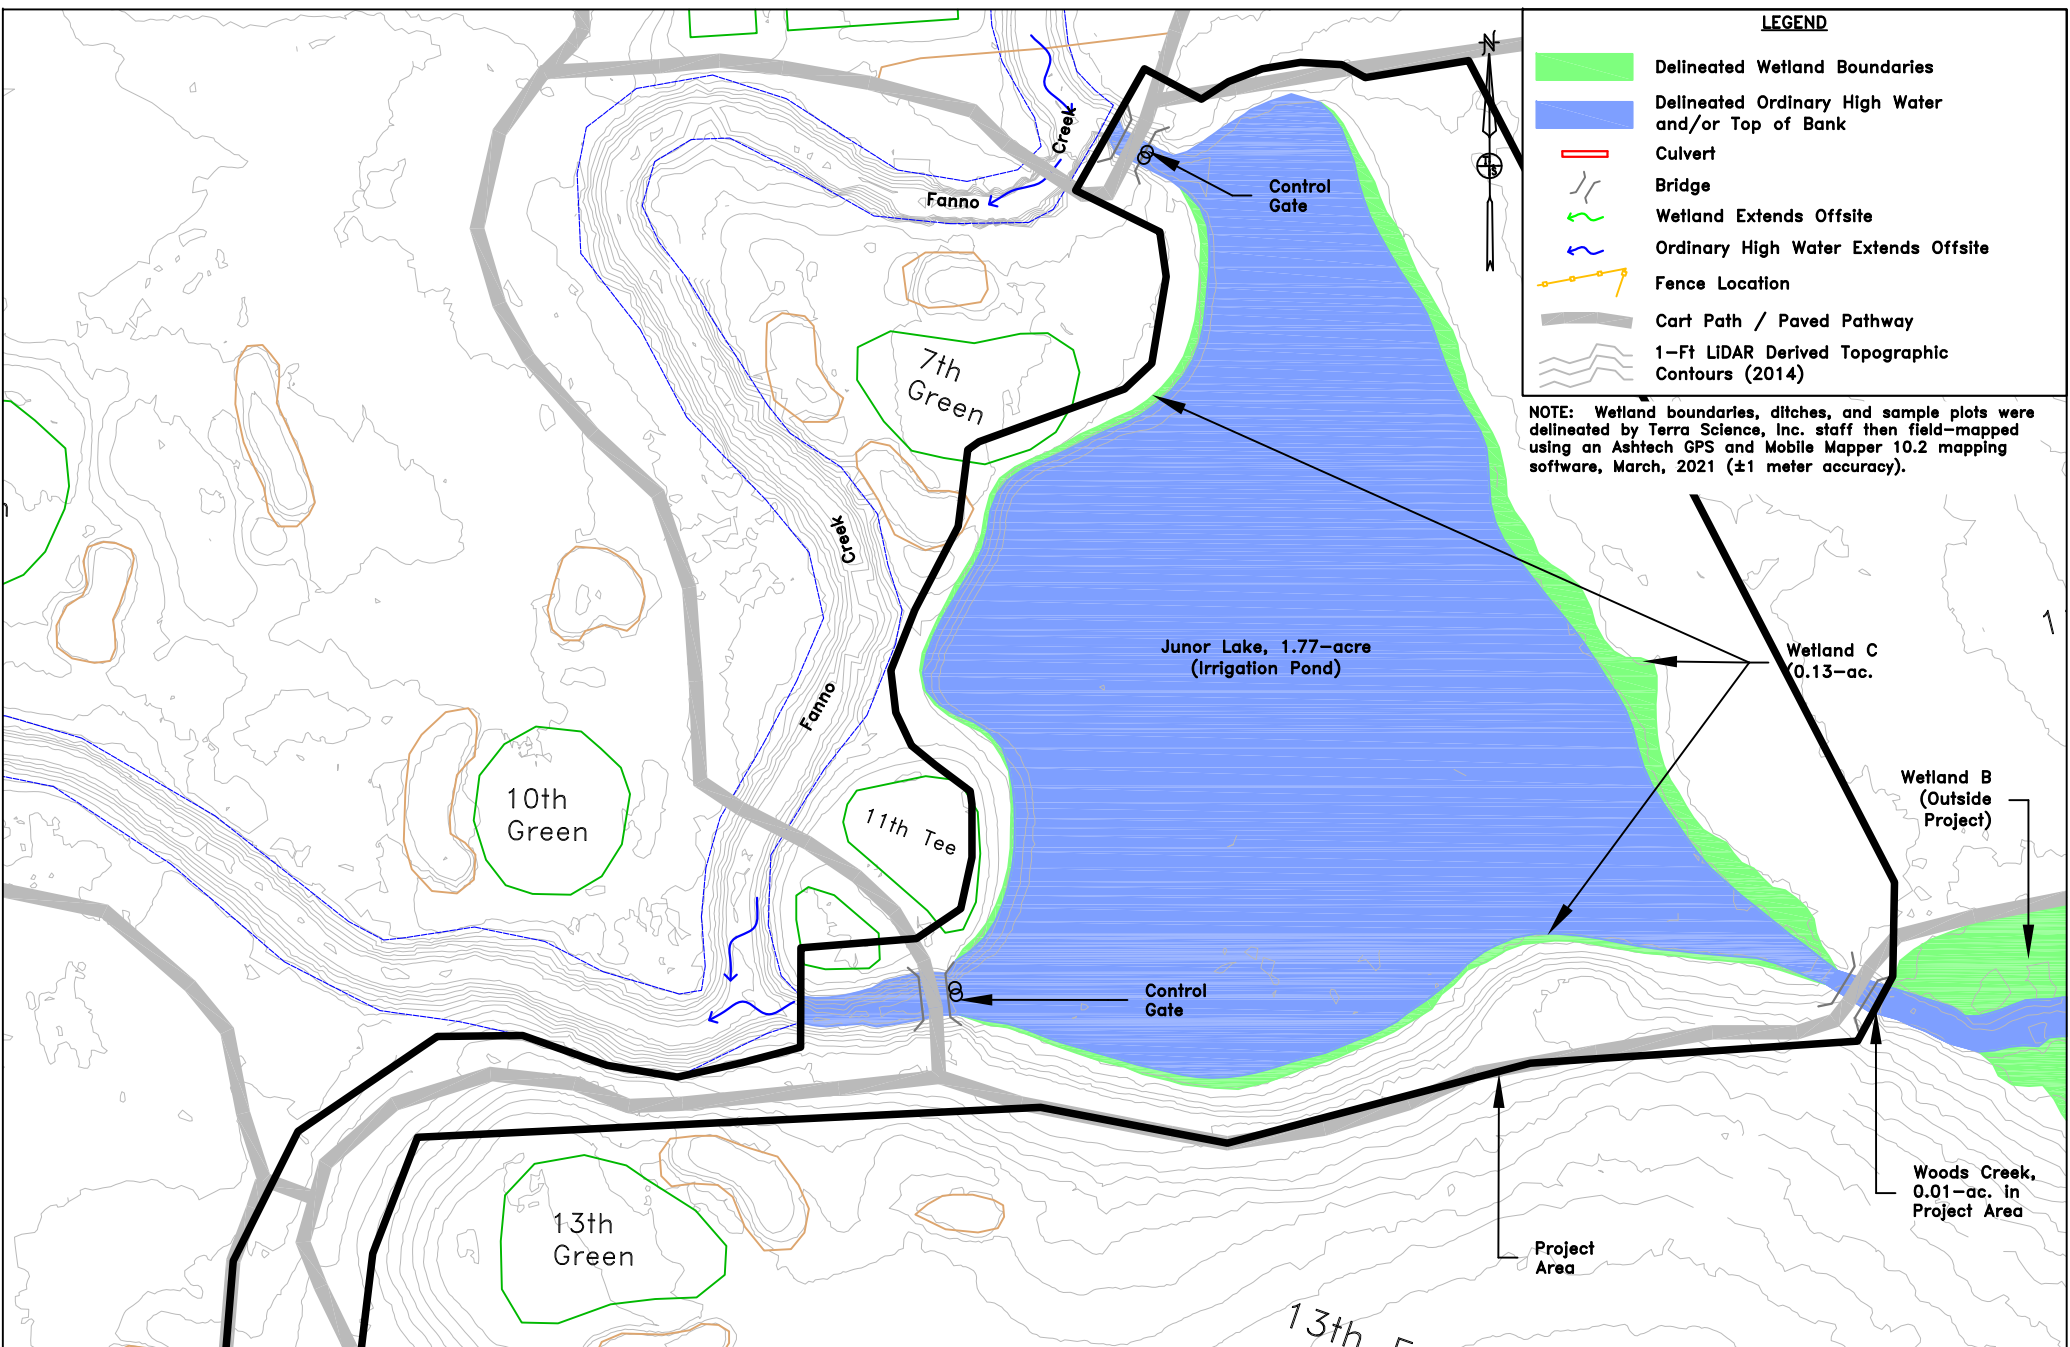 LEGEND
Delineated Wetland Boundaries
Delineated Ordinary High Water
and/or Top of Bank
Culvert
Bridge
Wetland Extends Offsite
Ordinary High Water Extends Offsite
Fence Location
Cart Path / Paved Pathway
1-Ft LiDAR Derived Topographic
Contours (2014)
NOTE: Wetland boundaries, ditches, and sample plots were
delineated by Terra Science, Inc. staff then field-mapped
using an Ashtech GPS and Mobile Mapper 10.2 mapping
software, March, 2021 (±1 meter accuracy).
N
T
S
Creek
Fanno
Control
Gate
7th
Green
Creek
Fanno
Junor Lake, 1.77-acre
(Irrigation Pond)
Wetland C
(0.13-ac.
1
Wetland B
(Outside
Project)
10th
Green
11th Tee
Control
Gate
Woods Creek,
0.01-ac. in
Project Area
13th
Green
Project
Area
13th